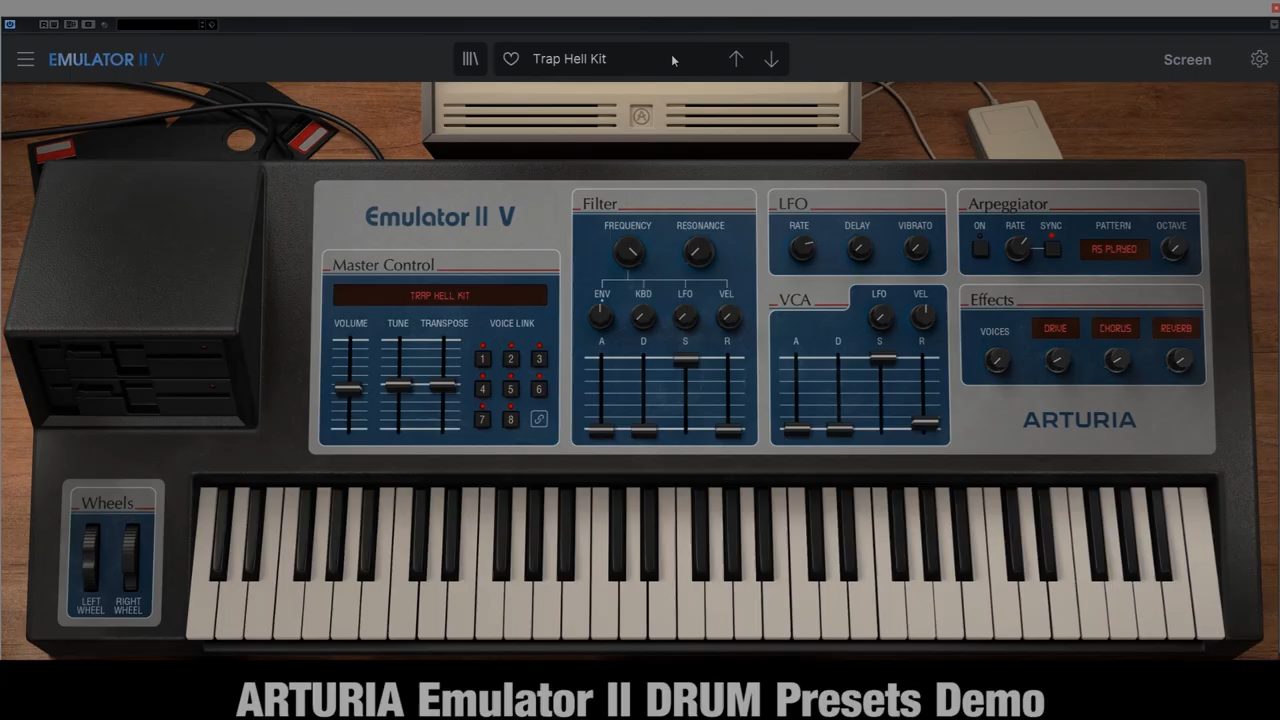 EMULATOR II V
Trap Hell Kit
Screen
Emulator II V
Master Control
TRAP HELL KIT
VOLUME TUNE TRANSPOSE VOICE LINK
1 2 3
4 5 6
7 8
Filter
FREQUENCY RESONANCE
ENV KBD LFO VEL
A D S R
LFO
RATE DELAY VIBRATO
VCA
LFO VEL
A D S R
Arpeggiator
ON RATE SYNC PATTERN OCTAVE
AS PLAYED
Effects
VOICES DRIVE CHORUS REVERB
ARTURIA
Wheels
LEFT WHEEL
RIGHT WHEEL
ARTURIA Emulator II DRUM Presets Demo